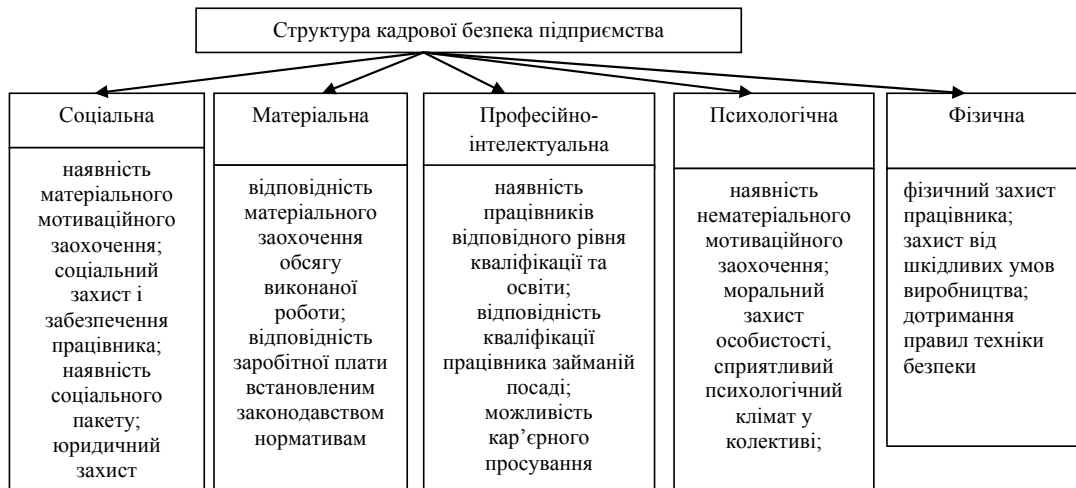 Структура кадрової безпека підприємства
Соціальна
наявність
матеріального
мотиваційного
заохочення;
соціальний
захист і
забезпечення
працівника;
наявність
соціального
пакету;
юридичний
захист
Матеріальна
відповідність
матеріального
заохочення
обсягу
виконаної
роботи;
відповідність
заробітної плати
встановленим
законодавством
нормативам
Професійно-
інтелектуальна
наявність
працівників
відповідного рівня
кваліфікації та
освіти;
відповідність
кваліфікації
працівника займаній
посаді;
можливість
кар’єрного
просування
Психологічна
наявність
нематеріального
мотиваційного
заохочення;
моральний
захист
особистості,
сприятливий
психологічний
клімат у
колективі;
Фізична
фізичний захист
працівника;
захист від
шкідливих умов
виробництва;
дотримання
правил техніки
безпеки